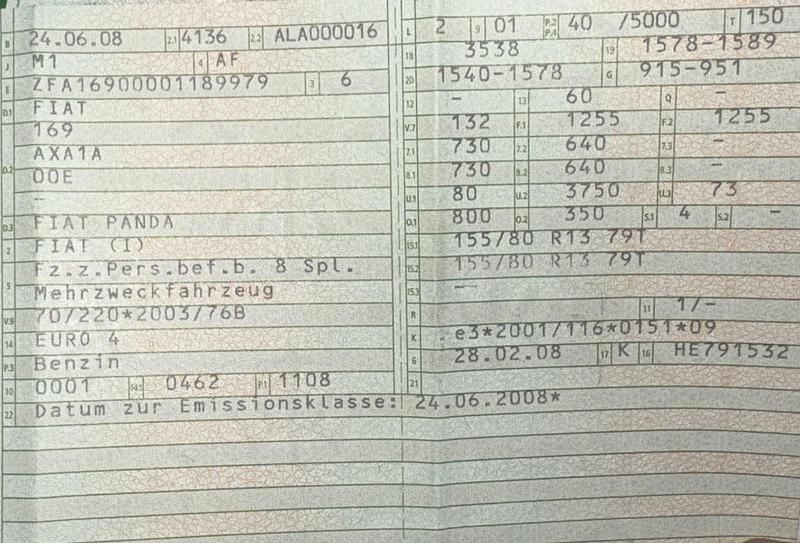 B 24.06.08 2.1 4136 2.2 ALA000016
J M1 4 AF
E ZFA16900001189979 3 6
D.1 FIAT
169
D.2 AXA1A
00E
–
D.3 FIAT PANDA
2 FIAT (I)
5 Fz.z.Pers.bef.b. 8 Spl.
Mehrzweckfahrzeug
V.9 70/220*2003/76B
14 EURO 4
P.3 Benzin
10 0001 14.1 0462 P.1 1108
22 Datum zur Emissionsklasse: 24.06.2008*
L 2 9 01 P.2 P.4 40 /5000 T 150
18 3538 19 1578-1589
20 1540-1578 G 915-951
12 – 13 60 Q –
V.7 132 F.1 1255 F.2 1255
7.1 730 7.2 640 7.3 –
8.1 730 8.2 640 8.3 –
U.1 80 U.2 3750 U.3 73
O.1 800 O.2 350 S.1 4 S.2 –
15.1 155/80 R13 79T
15.2 155/80 R13 79T
15.3 –
R 11 1/-
K e3*2001/116*0151*09
6 28.02.08 17 K 16 HE791532
21